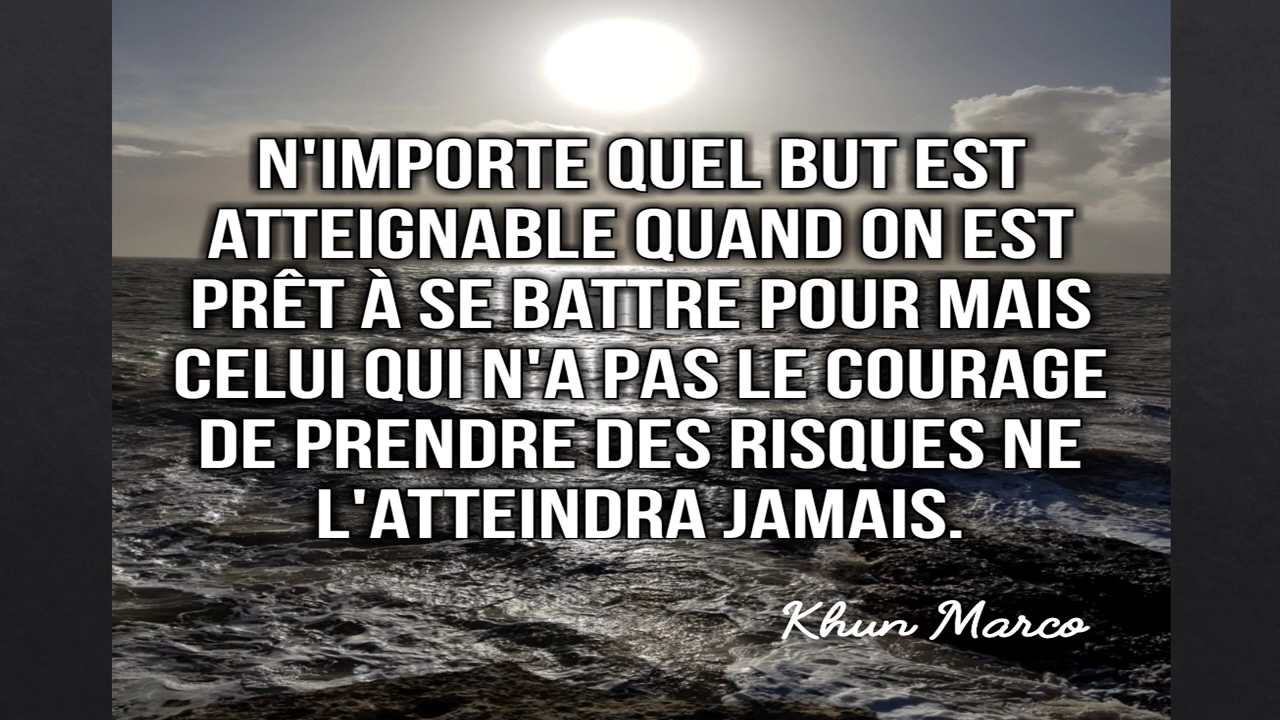 N'IMPORTE QUEL BUT EST
ATTEIGNABLE QUAND ON EST
PRÊT À SE BATTRE POUR MAIS
CELUI QUI N'A PAS LE COURAGE
DE PRENDRE DES RISQUES NE
L'ATTEINDRA JAMAIS.
Khun Marco